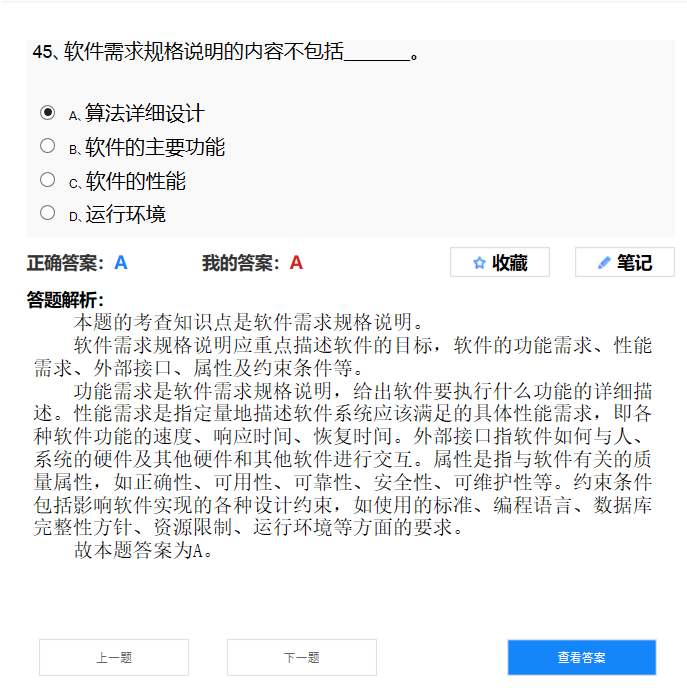 45、软件需求规格说明的内容不包括_______。
A、算法详细设计
B、软件的主要功能
C、软件的性能
D、运行环境
正确答案：A 我的答案：A 收藏 笔记
答题解析：
本题的考查知识点是软件需求规格说明。
软件需求规格说明应重点描述软件的目标，软件的功能需求、性能
需求、外部接口、属性及约束条件等。
功能需求是软件需求规格说明，给出软件要执行什么功能的详细描
述。性能需求是指定量地描述软件系统应该满足的具体性能需求，即各
种软件功能的速度、响应时间、恢复时间。外部接口指软件如何与人、
系统的硬件及其他硬件和其他软件进行交互。属性是指与软件有关的质
量属性，如正确性、可用性、可靠性、安全性、可维护性等。约束条件
包括影响软件实现的各种设计约束，如使用的标准、编程语言、数据库
完整性方针、资源限制、运行环境等方面的要求。
故本题答案为A。
上一题 下一题 查看答案